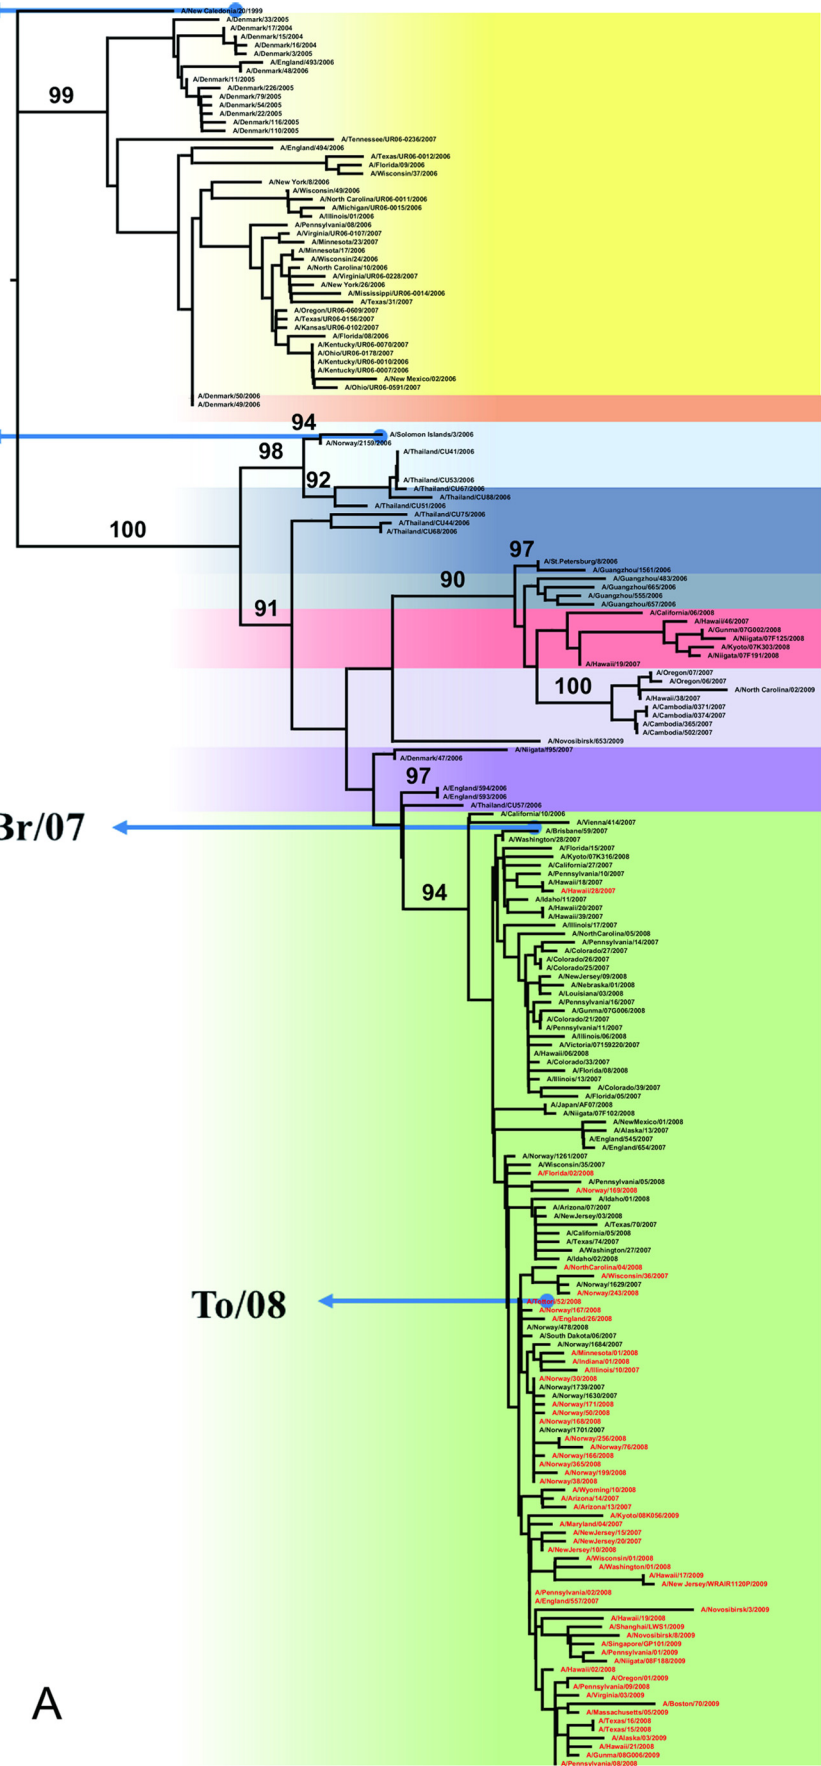 A/New Caledonia/20/1999
A/Denmark/33/2005
A/Denmark/17/2004
A/Denmark/15/2004
A/Denmark/16/2004
A/Denmark/3/2005
A/England/493/2006
A/Denmark/48/2006
A/Denmark/11/2005
A/Denmark/226/2005
99
A/Denmark/79/2005
A/Denmark/54/2005
A/Denmark/22/2005
A/Denmark/116/2005
A/Denmark/110/2005
A/Tennessee/UR06-0236/2007
A/England/494/2006
A/Texas/UR06-0012/2006
A/Florida/09/2006
A/Wisconsin/37/2006
A/New York/8/2006
A/Wisconsin/49/2006
A/North Carolina/UR06-0011/2006
A/Michigan/UR06-0015/2006
A/Illinois/01/2006
A/Pennsylvania/08/2006
A/Virginia/UR06-0107/2007
A/Minnesota/23/2007
A/Minnesota/17/2006
A/Wisconsin/24/2006
A/North Carolina/10/2006
A/Virginia/UR06-0228/2007
A/New York/26/2006
A/Mississippi/UR06-0014/2006
A/Texas/31/2007
A/Oregon/UR06-0609/2007
A/Texas/UR06-0156/2007
A/Kansas/UR06-0102/2007
A/Florida/08/2006
A/Kentucky/UR06-0070/2007
A/Ohio/UR06-0178/2007
A/Kentucky/UR06-0010/2006
A/Kentucky/UR06-0007/2006
A/New Mexico/02/2006
A/Ohio/UR06-0591/2007
A/Denmark/50/2006
A/Denmark/49/2006
94
A/Solomon Islands/3/2006
A/Norway/2159/2006
98
A/Thailand/CU41/2006
92
A/Thailand/CU53/2006
A/Thailand/CU67/2006
A/Thailand/CU88/2006
A/Thailand/CU51/2006
A/Thailand/CU75/2006
A/Thailand/CU44/2006
100
A/Thailand/CU68/2006
97
A/St.Petersburg/8/2006
A/Guangzhou/1561/2006
90
A/Guangzhou/483/2006
A/Guangzhou/665/2006
A/Guangzhou/555/2006
A/Guangzhou/657/2006
91
A/California/06/2008
A/Hawaii/46/2007
A/Gunma/07G002/2008
A/Niigata/07F125/2008
A/Kyoto/07K303/2008
A/Niigata/07F191/2008
A/Hawaii/19/2007
A/Oregon/07/2007
A/Oregon/06/2007
100
A/North Carolina/02/2009
A/Hawaii/38/2007
A/Cambodia/0371/2007
A/Cambodia/0374/2007
A/Cambodia/365/2007
A/Cambodia/502/2007
A/Novosibirsk/653/2009
A/Niigata/f95/2007
A/Denmark/47/2006
97
A/England/594/2006
A/England/593/2006
A/Thailand/CU57/2006
A/California/10/2006
A/Vienna/414/2007
Br/07
A/Brisbane/59/2007
A/Washington/28/2007
A/Florida/15/2007
A/Kyoto/07K316/2008
A/California/27/2007
A/Pennsylvania/10/2007
A/Hawaii/18/2007
94
A/Hawaii/28/2007
A/Idaho/11/2007
A/Hawaii/20/2007
A/Hawaii/39/2007
A/Illinois/17/2007
A/NorthCarolina/05/2008
A/Pennsylvania/14/2007
A/Colorado/27/2007
A/Colorado/26/2007
A/Colorado/25/2007
A/NewJersey/09/2008
A/Nebraska/01/2008
A/Louisiana/03/2008
A/Pennsylvania/16/2007
A/Gunma/07G006/2008
A/Colorado/21/2007
A/Pennsylvania/11/2007
A/Illinois/06/2008
A/Victoria/07159220/2007
A/Hawaii/06/2008
A/Colorado/33/2007
A/Florida/08/2008
A/Illinois/13/2007
A/Colorado/39/2007
A/Florida/05/2007
A/Japan/AF07/2008
A/Niigata/07F102/2008
A/NewMexico/01/2008
A/Alaska/13/2007
A/England/545/2007
A/England/654/2007
A/Norway/1261/2007
A/Wisconsin/35/2007
A/Florida/02/2008
A/Pennsylvania/05/2008
A/Norway/169/2008
A/Idaho/01/2008
A/Arizona/07/2007
A/NewJersey/03/2008
A/Texas/70/2007
A/California/05/2008
A/Texas/74/2007
A/Washington/27/2007
A/Idaho/02/2008
A/NorthCarolina/04/2008
A/Wisconsin/36/2007
A/Norway/1629/2007
A/Norway/243/2008
To/08
A/Tottori/52/2008
A/Norway/167/2008
A/England/26/2008
A/Norway/478/2008
A/South Dakota/06/2007
A/Norway/1684/2007
A/Minnesota/01/2008
A/Indiana/01/2008
A/Illinois/10/2007
A/Norway/30/2008
A/Norway/1739/2007
A/Norway/1630/2007
A/Norway/171/2008
A/Norway/50/2008
A/Norway/168/2008
A/Norway/1701/2007
A/Norway/256/2008
A/Norway/76/2008
A/Norway/166/2008
A/Norway/365/2008
A/Norway/199/2008
A/Norway/38/2008
A/Wyoming/10/2008
A/Arizona/14/2007
A/Arizona/13/2007
A/Kyoto/08K056/2009
A/Maryland/04/2007
A/NewJersey/15/2007
A/NewJersey/20/2007
A/NewJersey/10/2008
A/Wisconsin/01/2008
A/Washington/01/2008
A/Hawaii/17/2009
A/New Jersey/WRAIR1120P/2009
A/Pennsylvania/02/2008
A/England/557/2007
A/Novosibirsk/3/2009
A/Hawaii/19/2008
A/Shanghai/LWS1/2009
A/Novosibirsk/8/2009
A/Singapore/GP101/2009
A/Pennsylvania/01/2009
A/Niigata/08F188/2009
A/Hawaii/02/2008
A/Oregon/01/2009
A/Pennsylvania/09/2008
A/Virginia/03/2009
A
A/Boston/70/2009
A/Massachusetts/05/2009
A/Texas/16/2008
A/Texas/15/2008
A/Alaska/03/2009
A/Hawaii/21/2008
A/Gunma/08G006/2009
A/Pennsylvania/08/2008